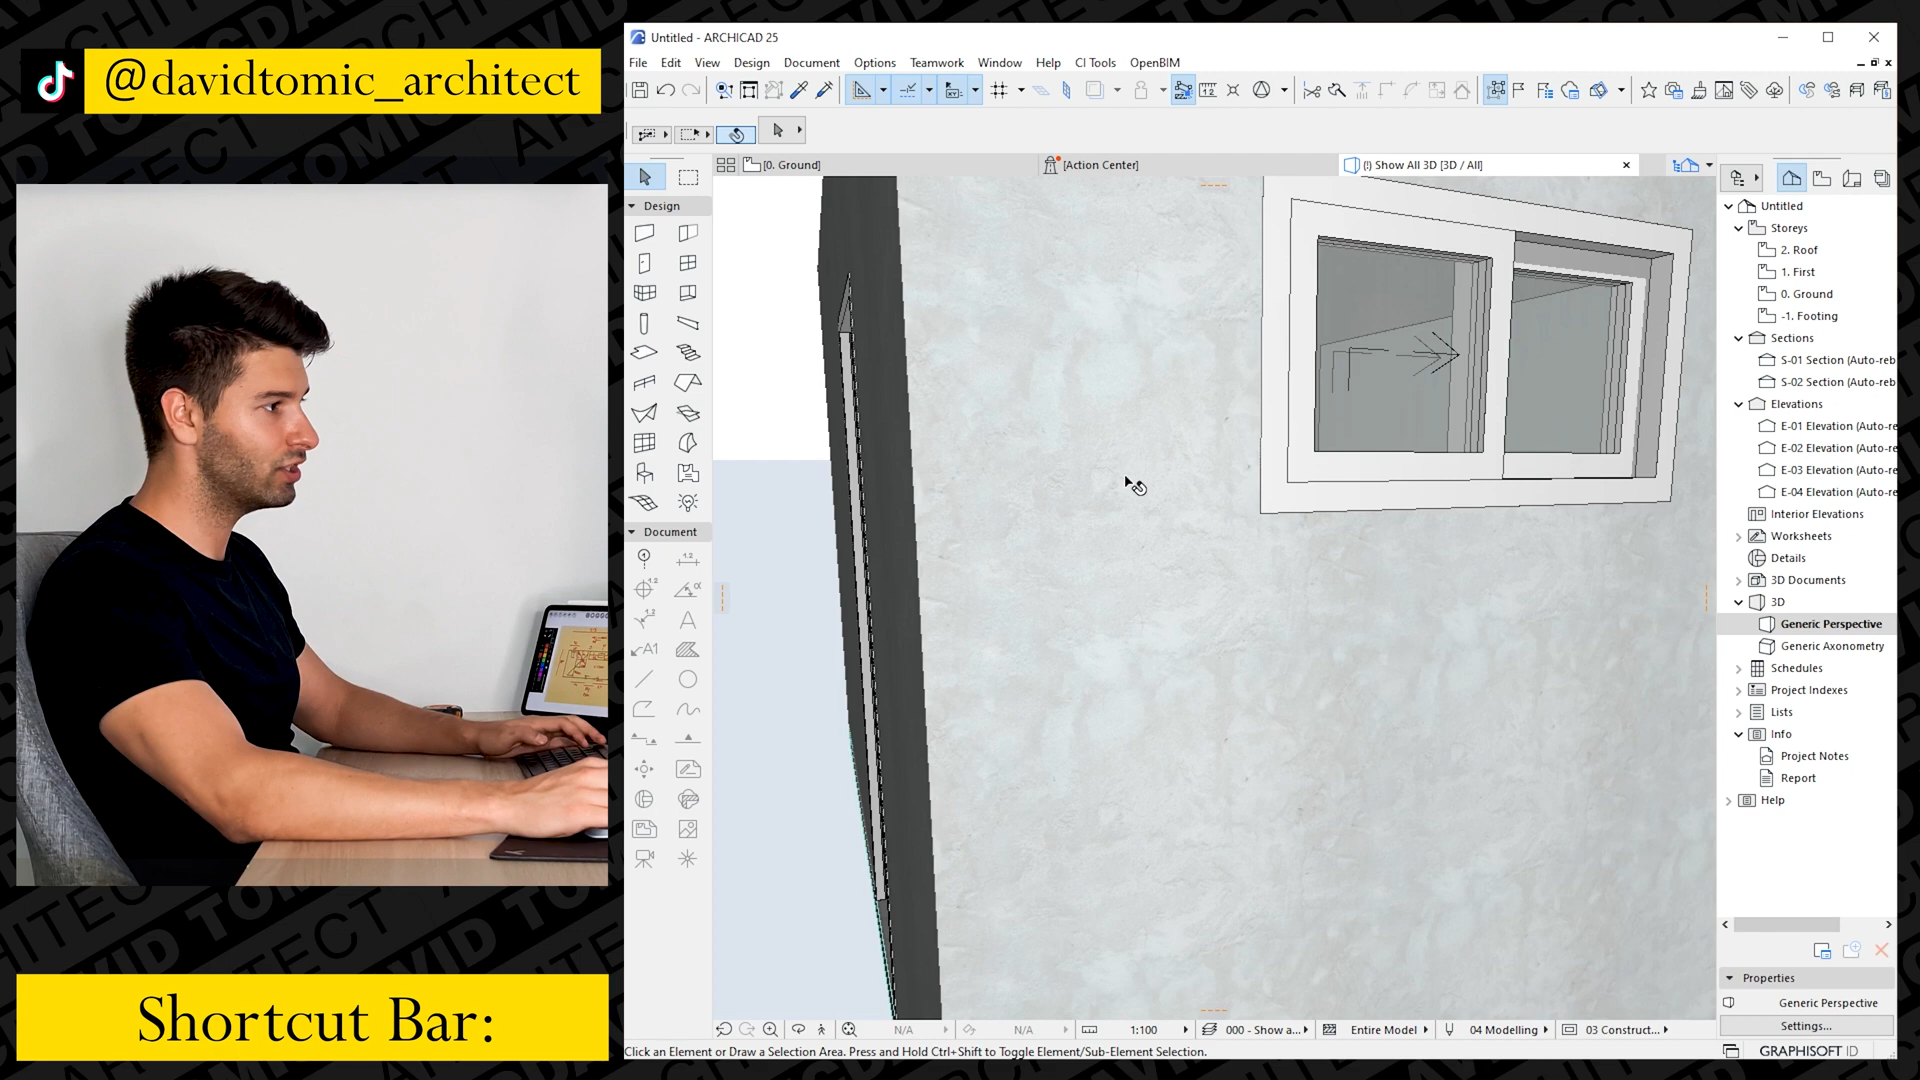 @davidtomic_architect
Shortcut Bar:
Untitled - ARCHICAD 25
File Edit View Design Document Options Teamwork Window Help CI Tools OpenBIM
[0. Ground]
[Action Center]
(!) Show All 3D [3D / All]
Design
Document
Untitled
Storeys
2. Roof
1. First
0. Ground
-1. Footing
Sections
S-01 Section (Auto-reb
S-02 Section (Auto-reb
Elevations
E-01 Elevation (Auto-re
E-02 Elevation (Auto-re
E-03 Elevation (Auto-re
E-04 Elevation (Auto-re
Interior Elevations
Worksheets
Details
3D Documents
3D
Generic Perspective
Generic Axonometry
Schedules
Project Indexes
Lists
Info
Project Notes
Report
Help
Properties
Generic Perspective
Settings...
N/A N/A 1:100 000 - Show a... Entire Model 04 Modelling 03 Construct...
Click an Element or Draw a Selection Area. Press and Hold Ctrl+Shift to Toggle Element/Sub-Element Selection.
GRAPHISOFT ID